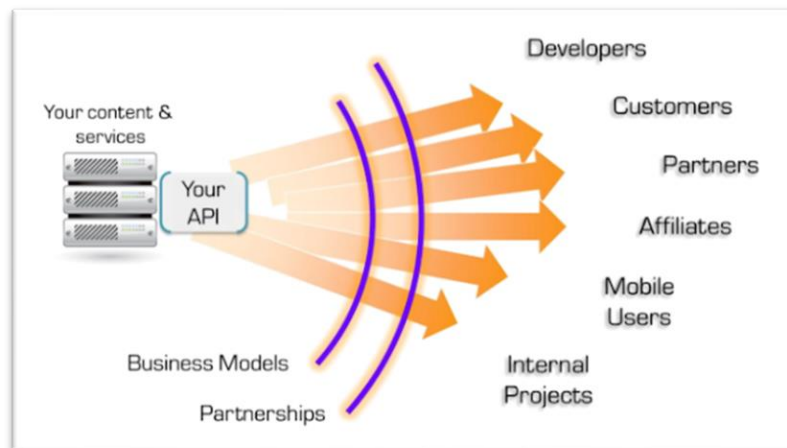 Your content &
services
Your
API
Developers
Customers
Partners
Affiliates
Mobile
Users
Internal
Projects
Business Models
Partnerships